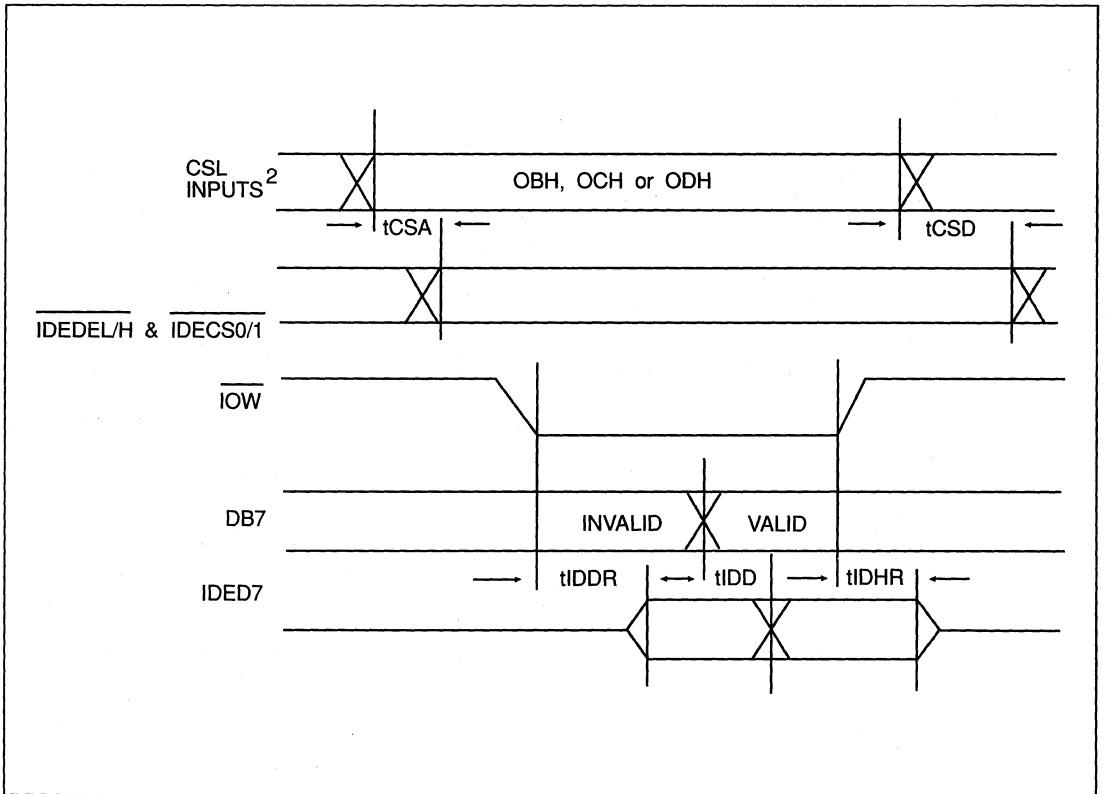 CSL
INPUTS2
OBH, OCH or ODH
tCSA
tCSD
IDEDEL/H & IDECS0/1
IOW
DB7
INVALID
VALID
tIDDR
tIDD
tIDHR
IDED7